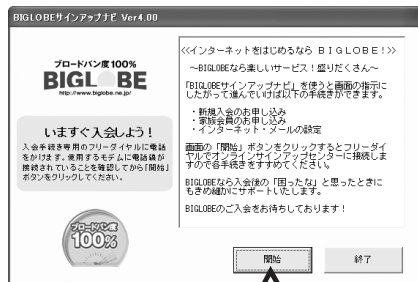 BIGLOBEサインアップナビ Ver4.00
ブロードバン度100%
BIGLOBE
http://www.biglobe.ne.jp/
いますぐ入会しよう!
入会手続き専用のフリーダイヤルに電話
をかけます。使用するモデムに電話線が
接続されていることを確認してから「開始」
ボタンをクリックしてください。
ブロードバン度
100%
<<インターネットをはじめるなら BIGLOBE!>>
~BIGLOBEなら楽しいサービス!盛りだくさん~
「BIGLOBEサインアップナビ」を使うと画面の指示に
したがって進んでいけば以下の手続きができます。
・新規入会のお申し込み
・家族会員のお申し込み
・インターネット・メールの設定
画面の「開始」ボタンをクリックするとフリーダイ
ヤルでオンラインサインアップセンターに接続しま
すので各手続きをすすめてください。
BIGLOBEなら入会後の「困ったな」と思ったときに
もきめ細かにサポートいたします。
BIGLOBEのご入会をお待ちしております!
開始
終了